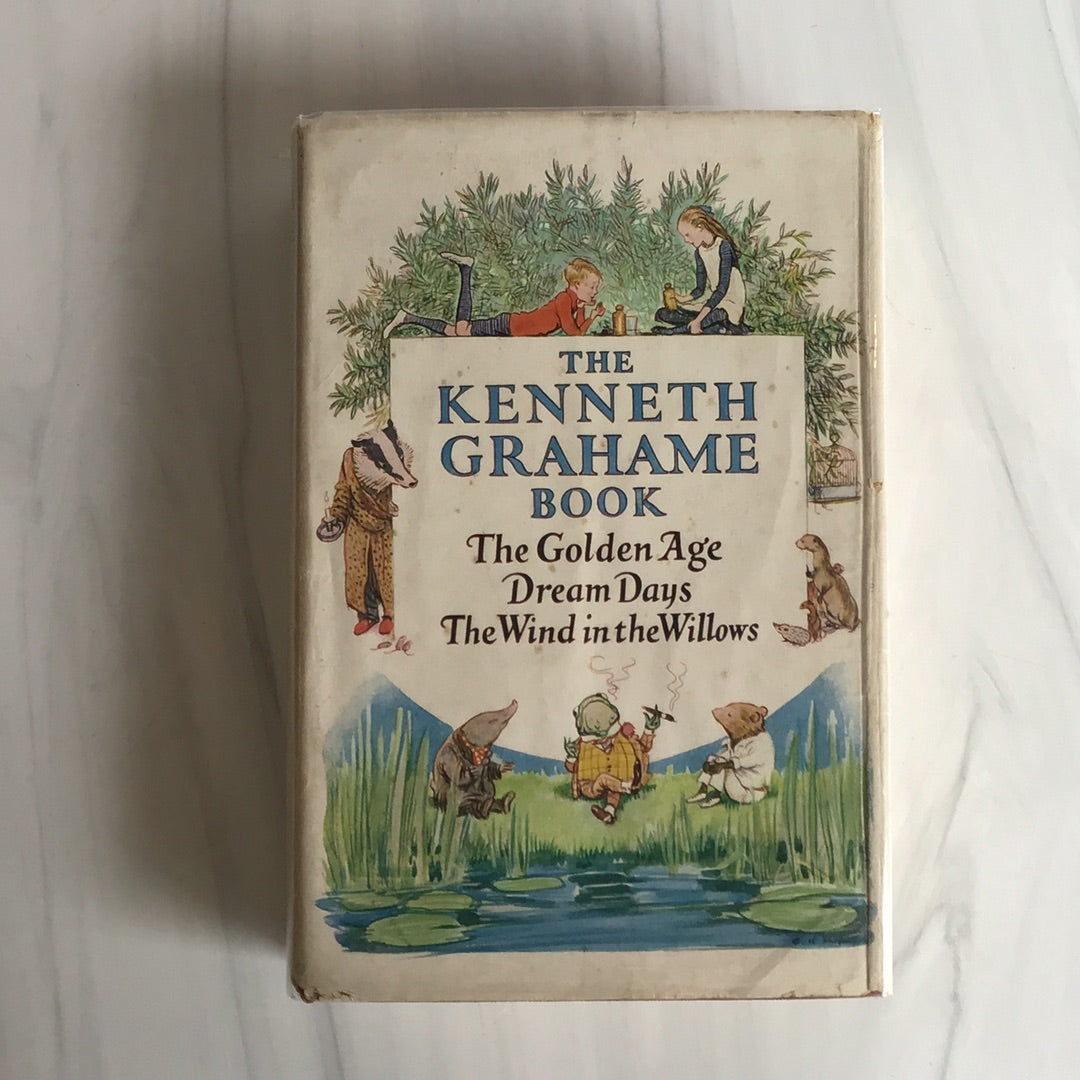 THE
KENNETH
GRAHAME
BOOK
The Golden Age
Dream Days
The Wind in the Willows